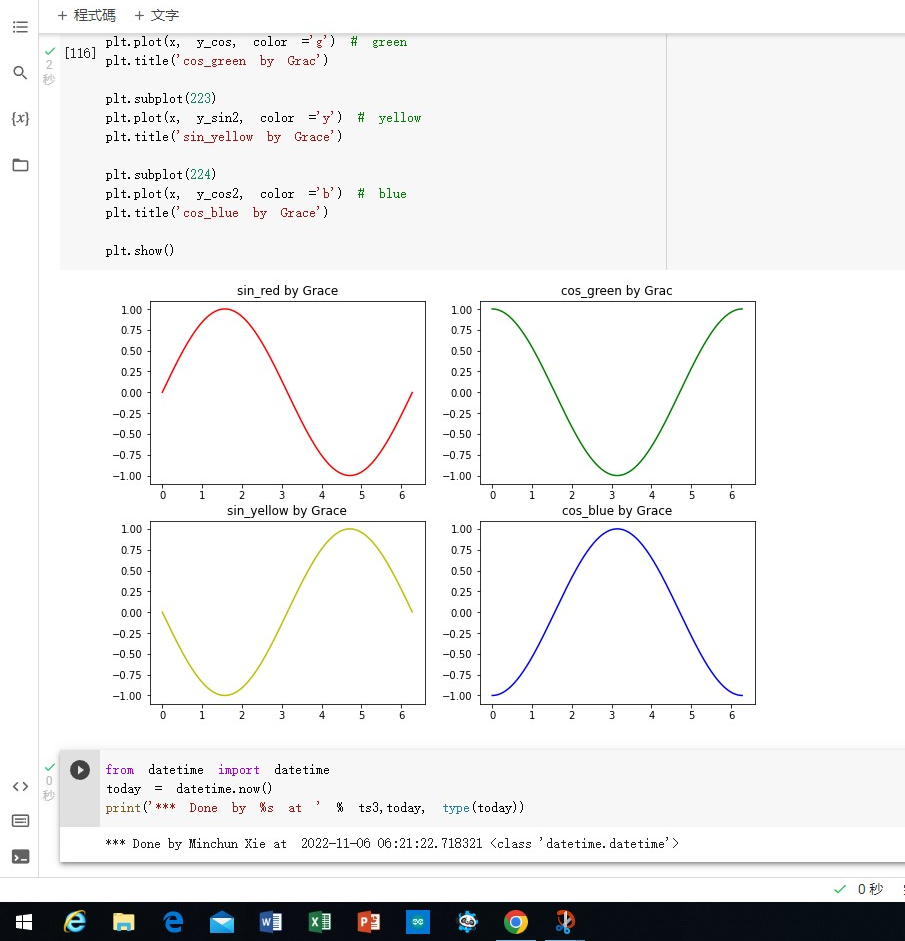 + 程式碼 + 文字
[116]
2
秒
plt.plot(x, y_cos, color ='g') # green
plt.title('cos_green by Grac')
plt.subplot(223)
plt.plot(x, y_sin2, color ='y') # yellow
plt.title('sin_yellow by Grace')
plt.subplot(224)
plt.plot(x, y_cos2, color ='b') # blue
plt.title('cos_blue by Grace')
plt.show()
{x}
sin_red by Grace
1.00
0.75
0.50
0.25
0.00
−0.25
−0.50
−0.75
−1.00
0 1 2 3 4 5 6
cos_green by Grac
1.00
0.75
0.50
0.25
0.00
−0.25
−0.50
−0.75
−1.00
0 1 2 3 4 5 6
sin_yellow by Grace
1.00
0.75
0.50
0.25
0.00
−0.25
−0.50
−0.75
−1.00
0 1 2 3 4 5 6
cos_blue by Grace
1.00
0.75
0.50
0.25
0.00
−0.25
−0.50
−0.75
−1.00
0 1 2 3 4 5 6
0
秒
from datetime import datetime
today = datetime.now()
print('*** Done by %s at ' % ts3,today, type(today))
*** Done by Minchun Xie at 2022-11-06 06:21:22.718321 <class 'datetime.datetime'>
0 秒